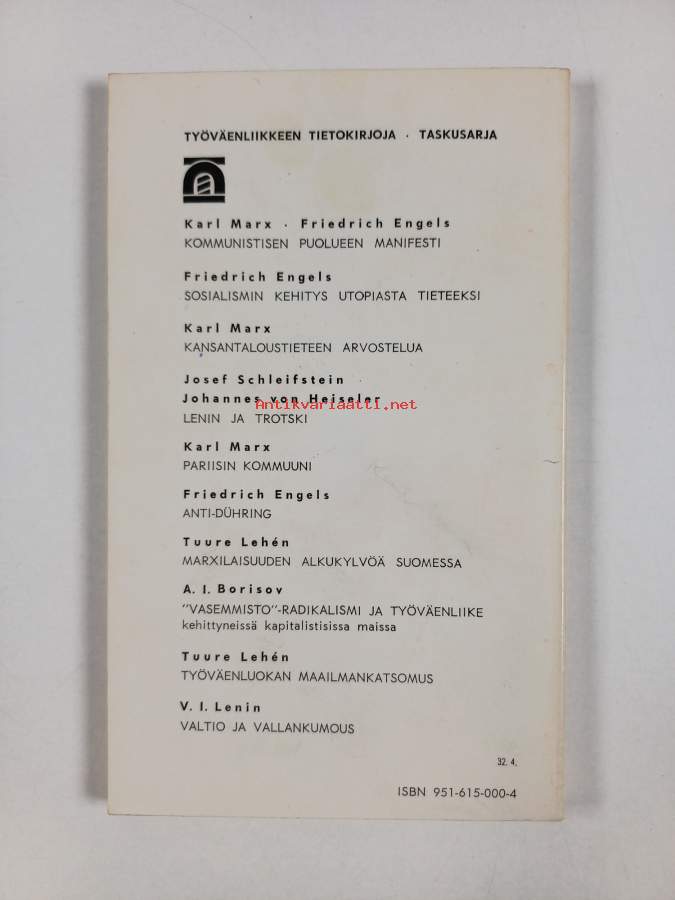 TYÖVÄENLIIKKEEN TIETOKIRJOJA · TASKUSARJA
Karl Marx · Friedrich Engels
KOMMUNISTISEN PUOLUEEN MANIFESTI
Friedrich Engels
SOSIALISMIN KEHITYS UTOPIASTA TIETEEKSI
Karl Marx
KANSANTALOUSTIETEEN ARVOSTELUA
Josef Schleifstein
Johannes von Heiseler
Antikvariaatti.net
LENIN JA TROTSKI
Karl Marx
PARIISIN KOMMUUNI
Friedrich Engels
ANTI-DÜHRING
Tuure Lehén
MARXILAISUUDEN ALKUKYLVÖÄ SUOMESSA
A. I. Borisov
"VASEMMISTO"-RADIKALISMI JA TYÖVÄENLIIKE
kehittyneissä kapitalistisissa maissa
Tuure Lehén
TYÖVÄENLUOKAN MAAILMANKATSOMUS
V. I. Lenin
VALTIO JA VALLANKUMOUS
32. 4.
ISBN 951-615-000-4